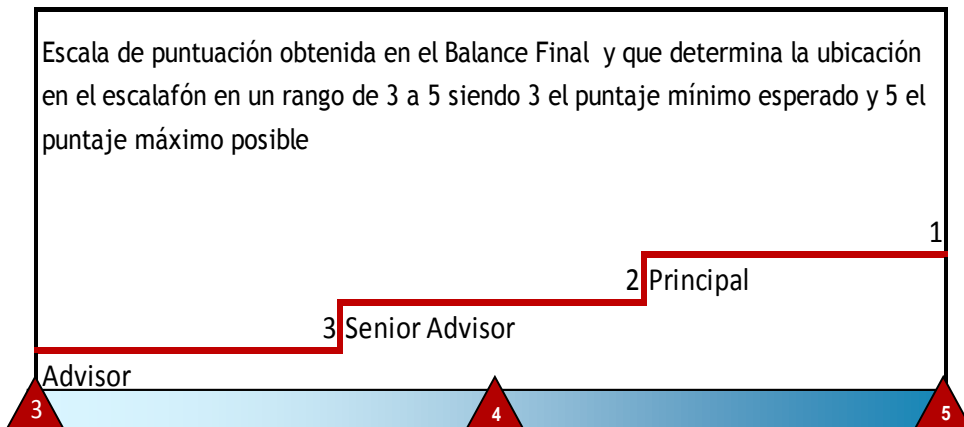 Escala de puntuación obtenida en el Balance Final y que determina la ubicación
en el escalafón en un rango de 3 a 5 siendo 3 el puntaje mínimo esperado y 5 el
puntaje máximo posible
1
2 Principal
3 Senior Advisor
Advisor
3 4 5